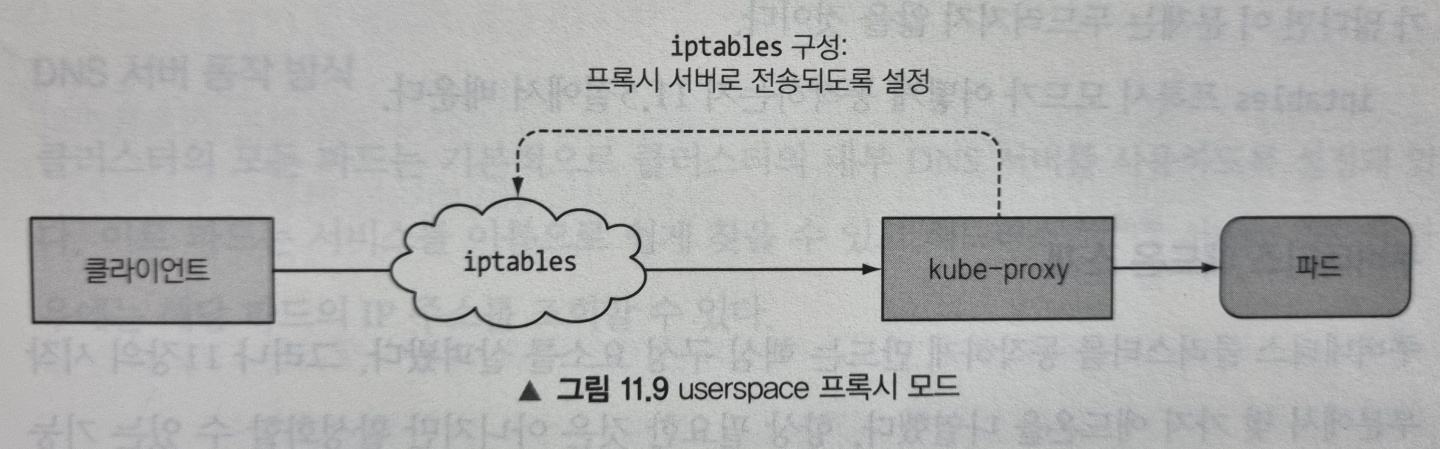 iptables 구성:
프록시 서버로 전송되도록 설정
클라이언트
iptables
kube-proxy
파드
▲ 그림 11.9 userspace 프록시 모드